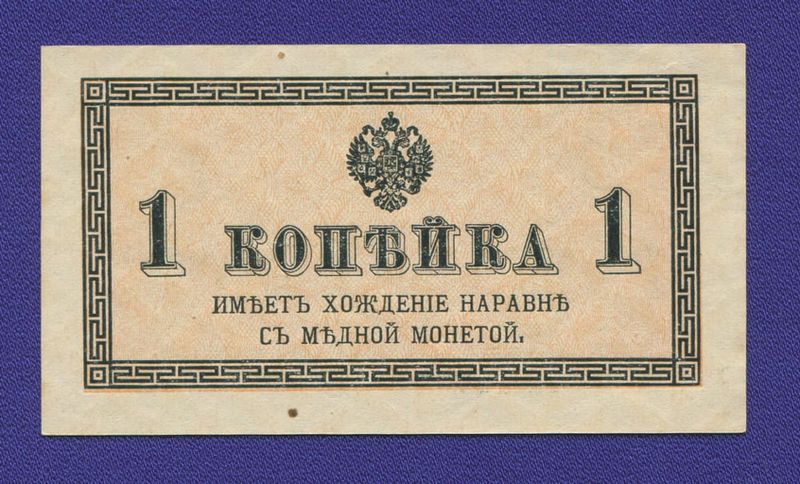 1 КОПѢЙКА 1
ИМѢЕТЪ ХОЖДЕНІЕ НАРАВНѢ
СЪ МѢДНОЙ МОНЕТОЙ.